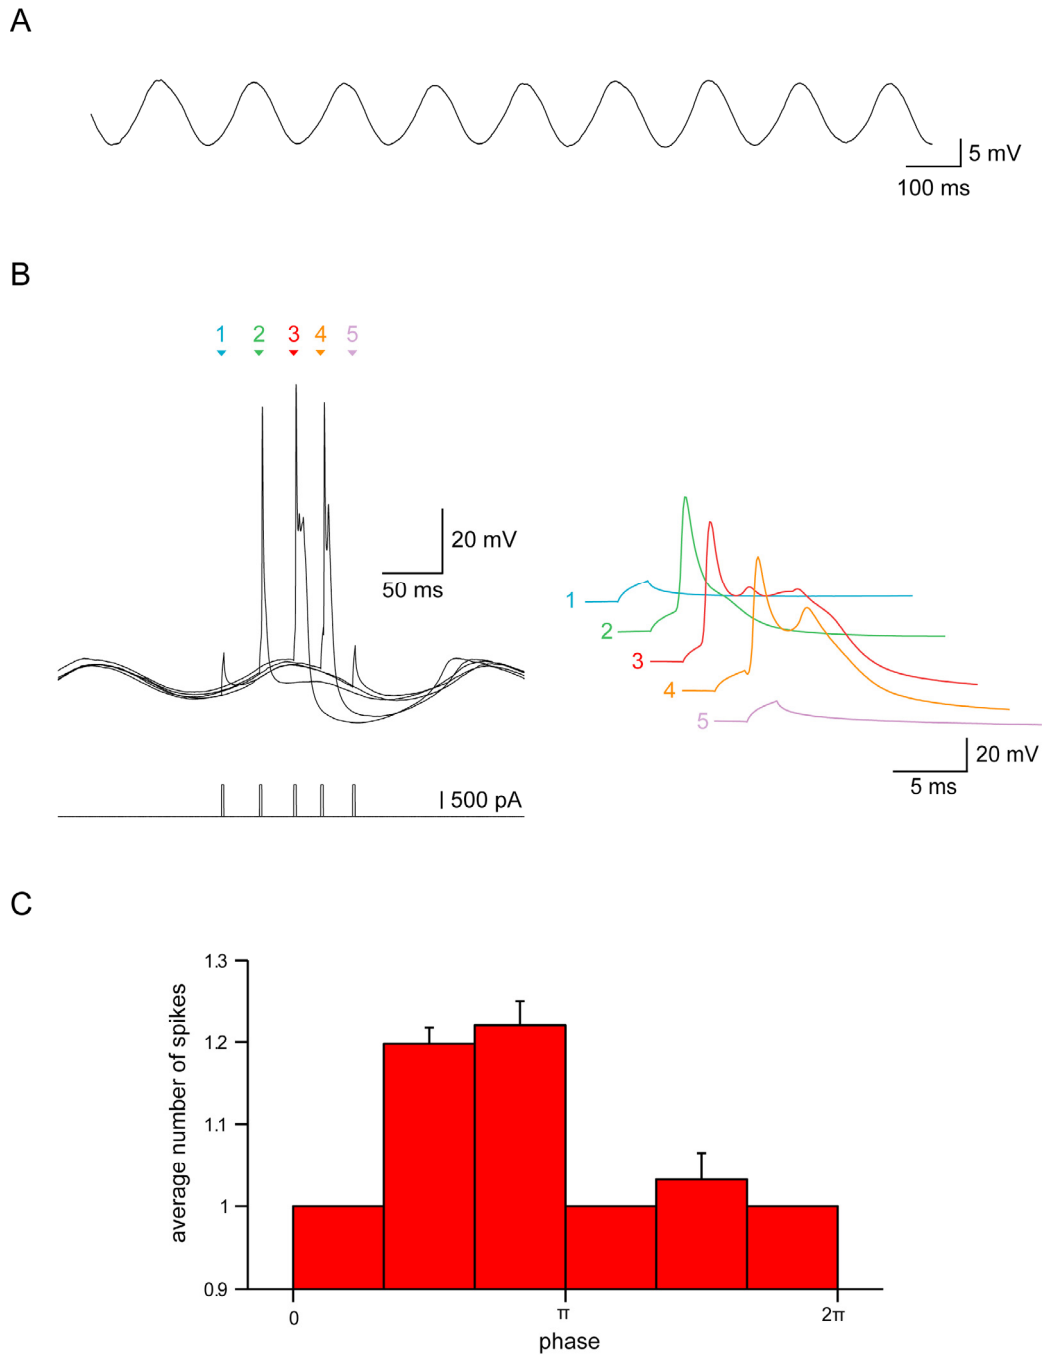 A
5 mV
100 ms
B
1 2 3 4 5
20 mV
50 ms
500 pA
1
2
3
4
5
20 mV
5 ms
C
average number of spikes
1.3
1.2
1.1
1
0.9
0 π 2π
phase